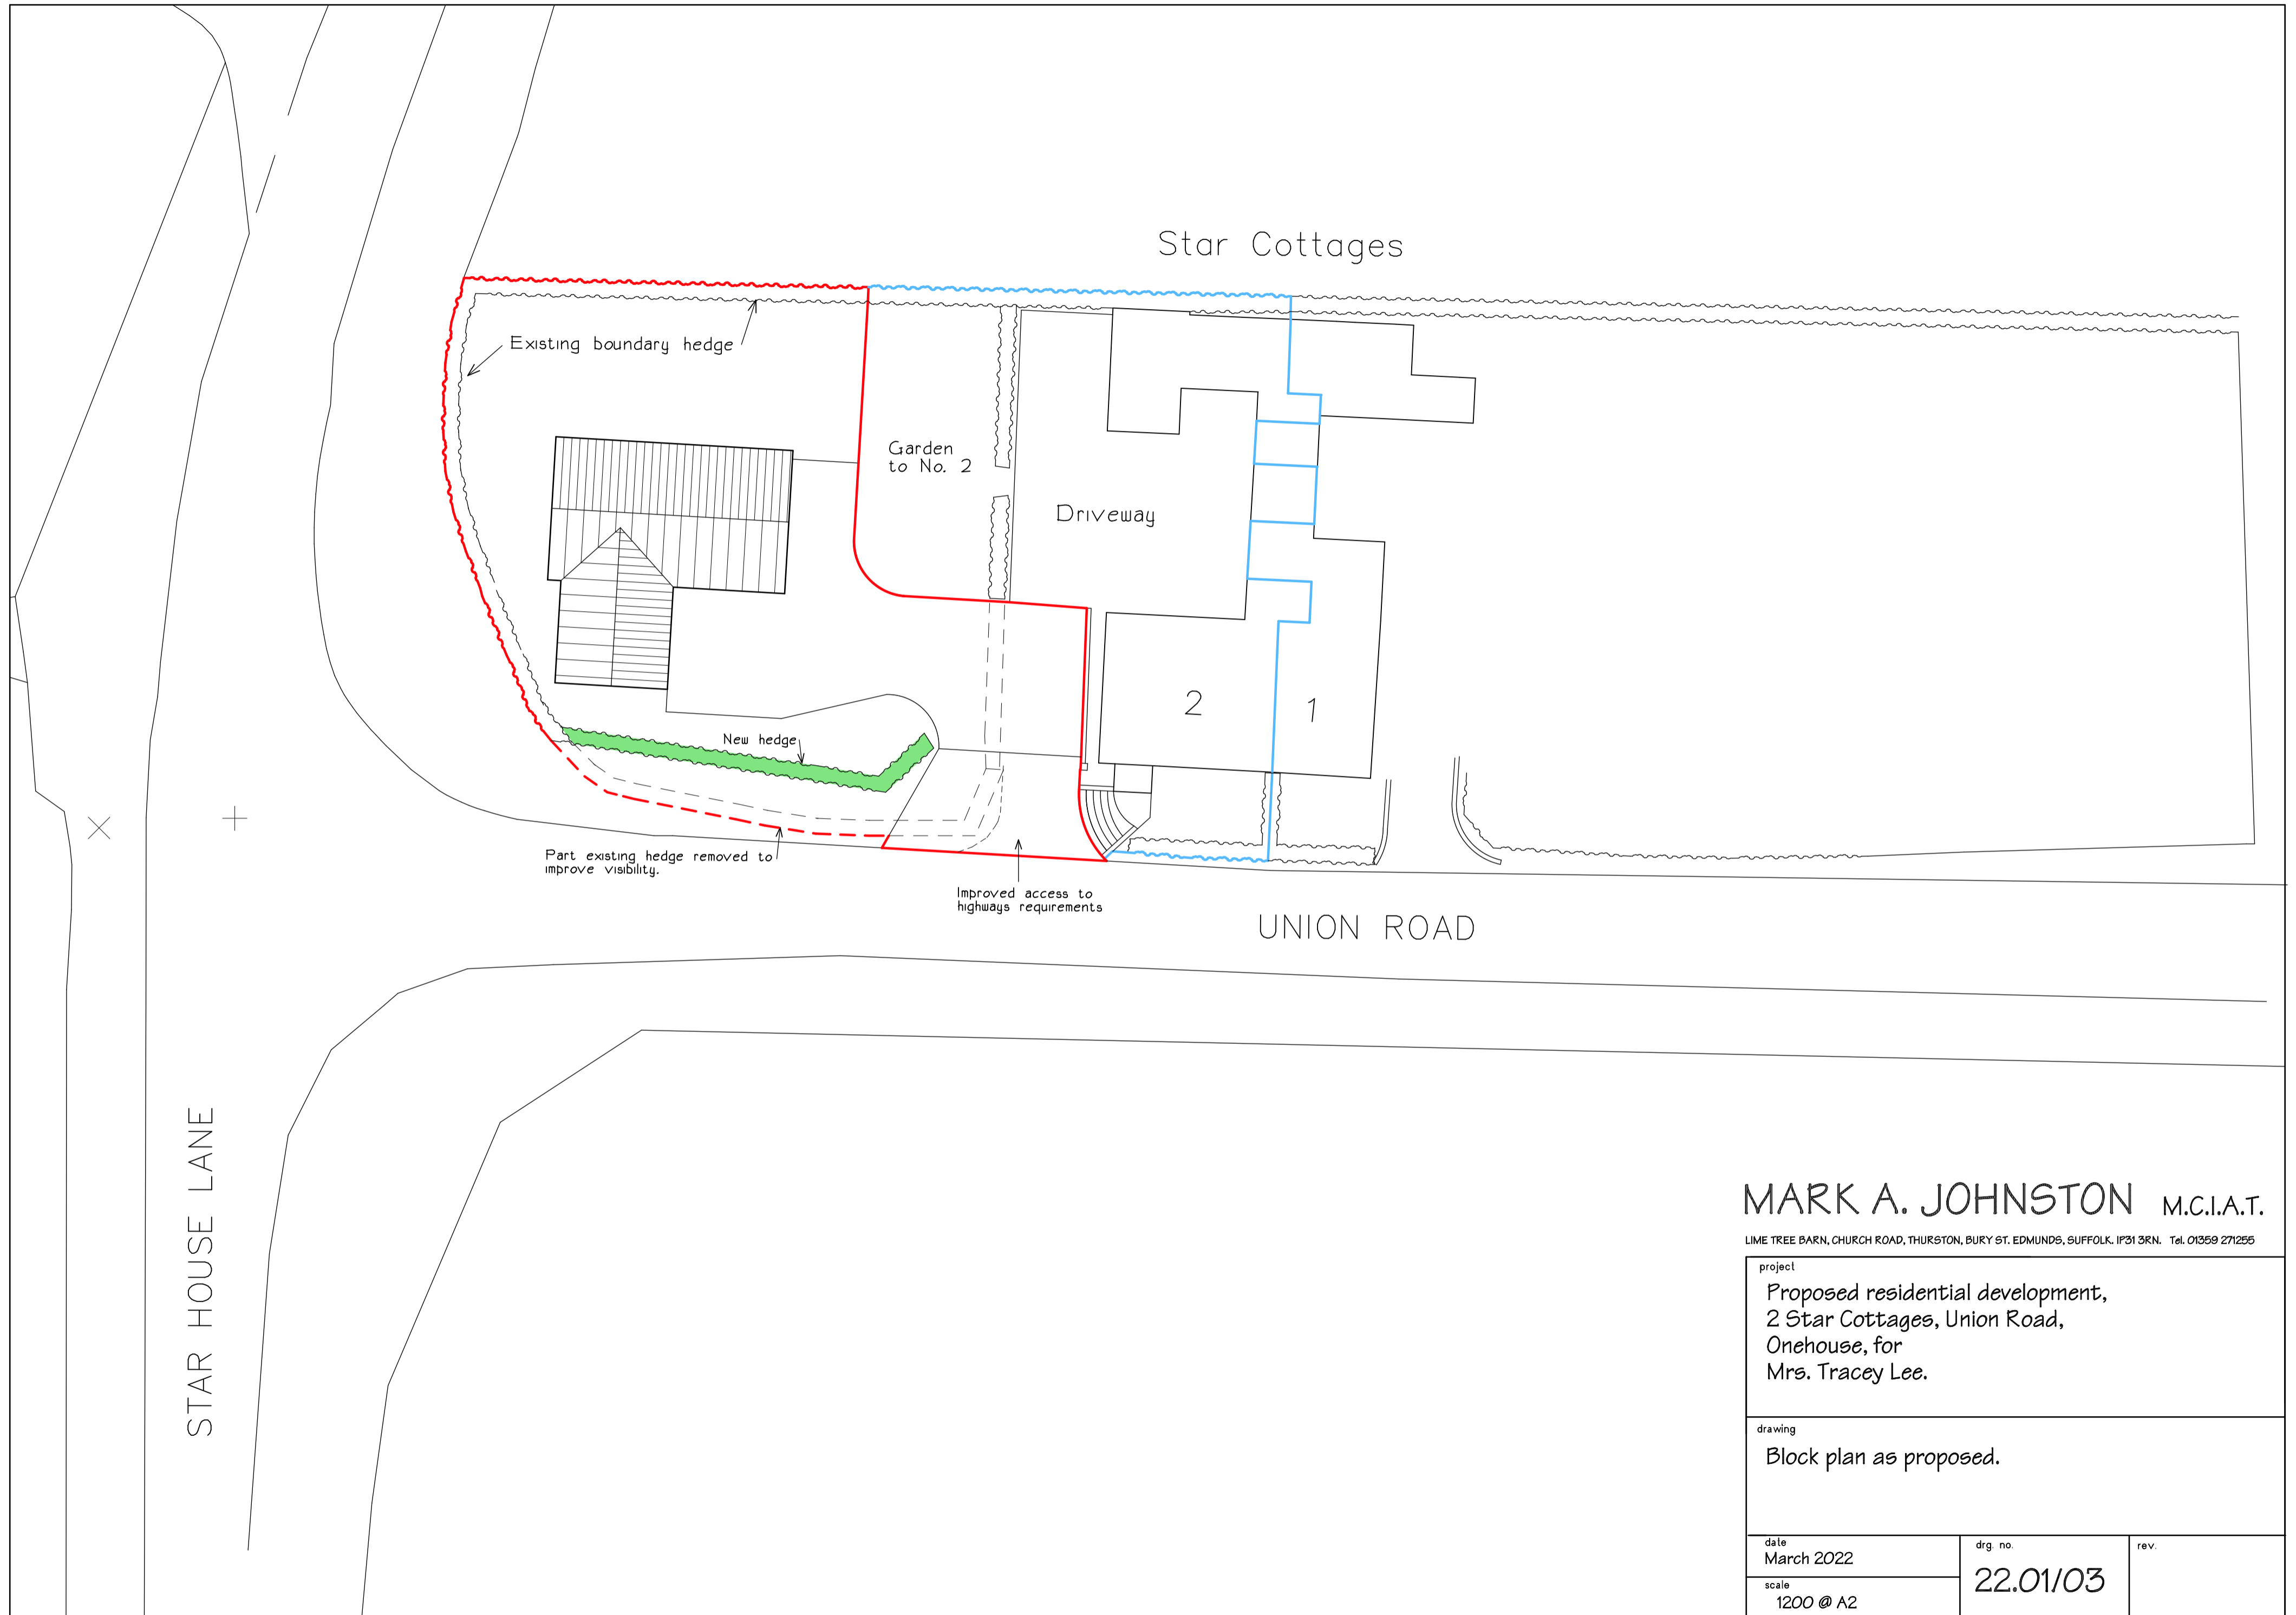 Star Cottages
Existing boundary hedge
Garden
to No. 2
Driveway
2
1
New hedge
Part existing hedge removed to
improve visibility.
Improved access to
highways requirements
UNION ROAD
STAR HOUSE LANE
MARK A. JOHNSTON M.C.I.A.T.
LIME TREE BARN, CHURCH ROAD, THURSTON, BURY ST. EDMUNDS, SUFFOLK. IP31 3RN. Tel. 01359 271255
project
Proposed residential development,
2 Star Cottages, Union Road,
Onehouse, for
Mrs. Tracey Lee.
drawing
Block plan as proposed.
date
March 2022
scale
1200 @ A2
drg. no.
22.01/03
rev.